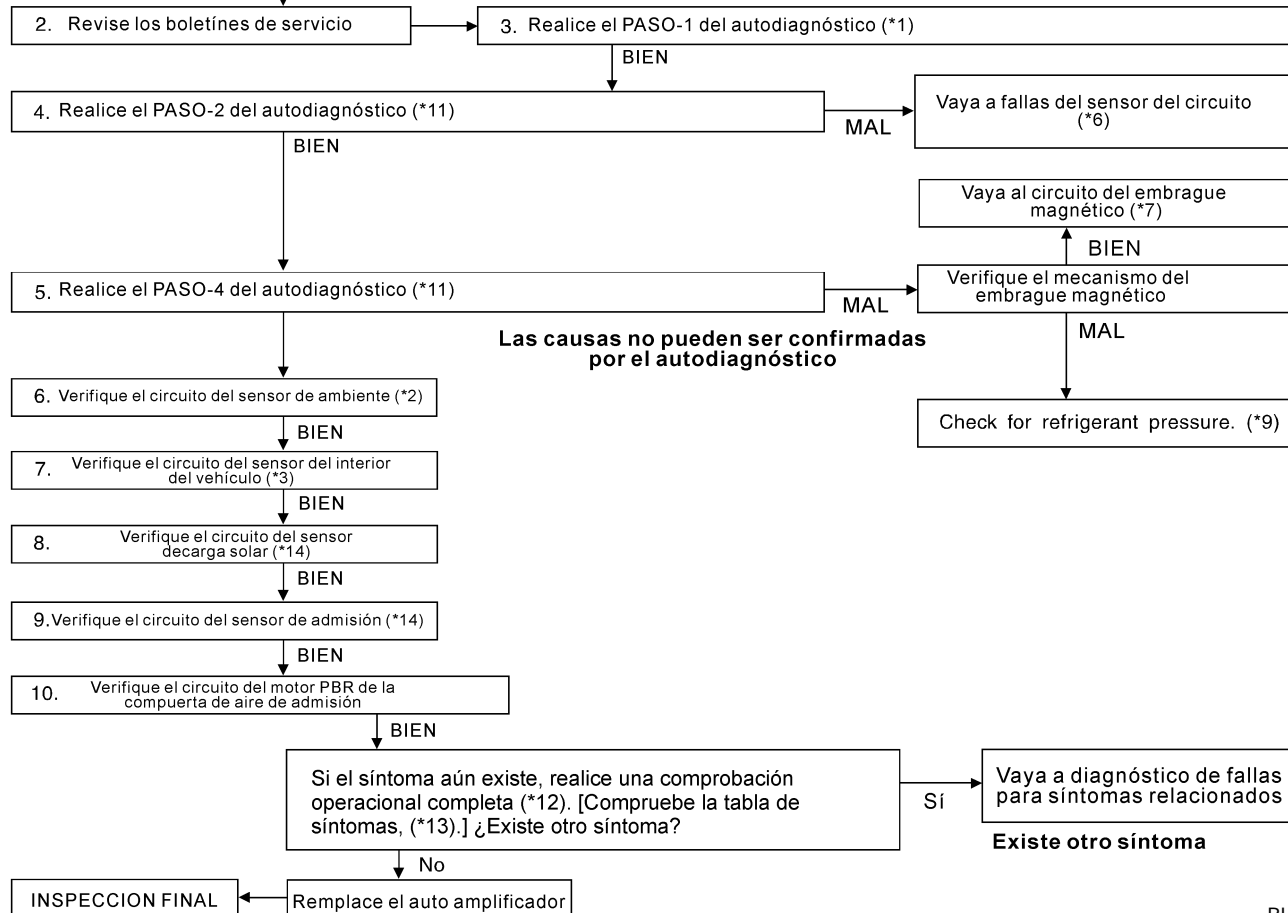 2. Revise los boletínes de servicio
3. Realice el PASO-1 del autodiagnóstico (*1)
BIEN
4. Realice el PASO-2 del autodiagnóstico (*11)
MAL
Vaya a fallas del sensor del circuito
(*6)
BIEN
Vaya al circuito del embrague
magnético (*7)
BIEN
5. Realice el PASO-4 del autodiagnóstico (*11)
MAL
Verifique el mecanismo del
embrague magnético
MAL
Las causas no pueden ser confirmadas
por el autodiagnóstico
Check for refrigerant pressure. (*9)
6. Verifique el circuito del sensor de ambiente (*2)
BIEN
7. Verifique el circuito del sensor del interior
del vehículo (*3)
BIEN
8. Verifique el circuito del sensor
decarga solar (*14)
BIEN
9.Verifique el circuito del sensor de admisión (*14)
BIEN
10. Verifique el circuito del motor PBR de la
compuerta de aire de admisión
BIEN
Si el síntoma aún existe, realice una comprobación
operacional completa (*12). [Compruebe la tabla de
síntomas, (*13).] ¿Existe otro síntoma?
Sí
Vaya a diagnóstico de fallas
para síntomas relacionados
Existe otro síntoma
No
Remplace el auto amplificador
INSPECCION FINAL